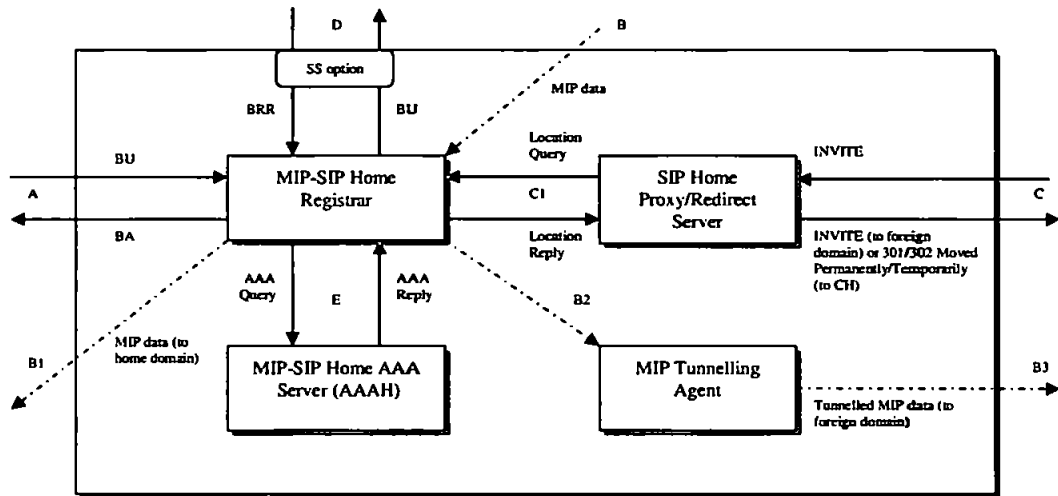 D
B
SS option
MIP data
BRR
BU
Location
Query
INVITE
BU
MIP-SIP Home
Registrar
SIP Home
Proxy/Redirect
Server
A
C1
C
BA
Location
Reply
INVITE (to foreign
domain) or 301/302 Moved
Permanently/Temporarily
(to CH)
AAA
Query
E
AAA
Reply
B2
MIP data (to
home domain)
B1
MIP-SIP Home AAA
Server (AAAH)
MIP Tunnelling
Agent
B3
Tunnelled MIP data (to
foreign domain)